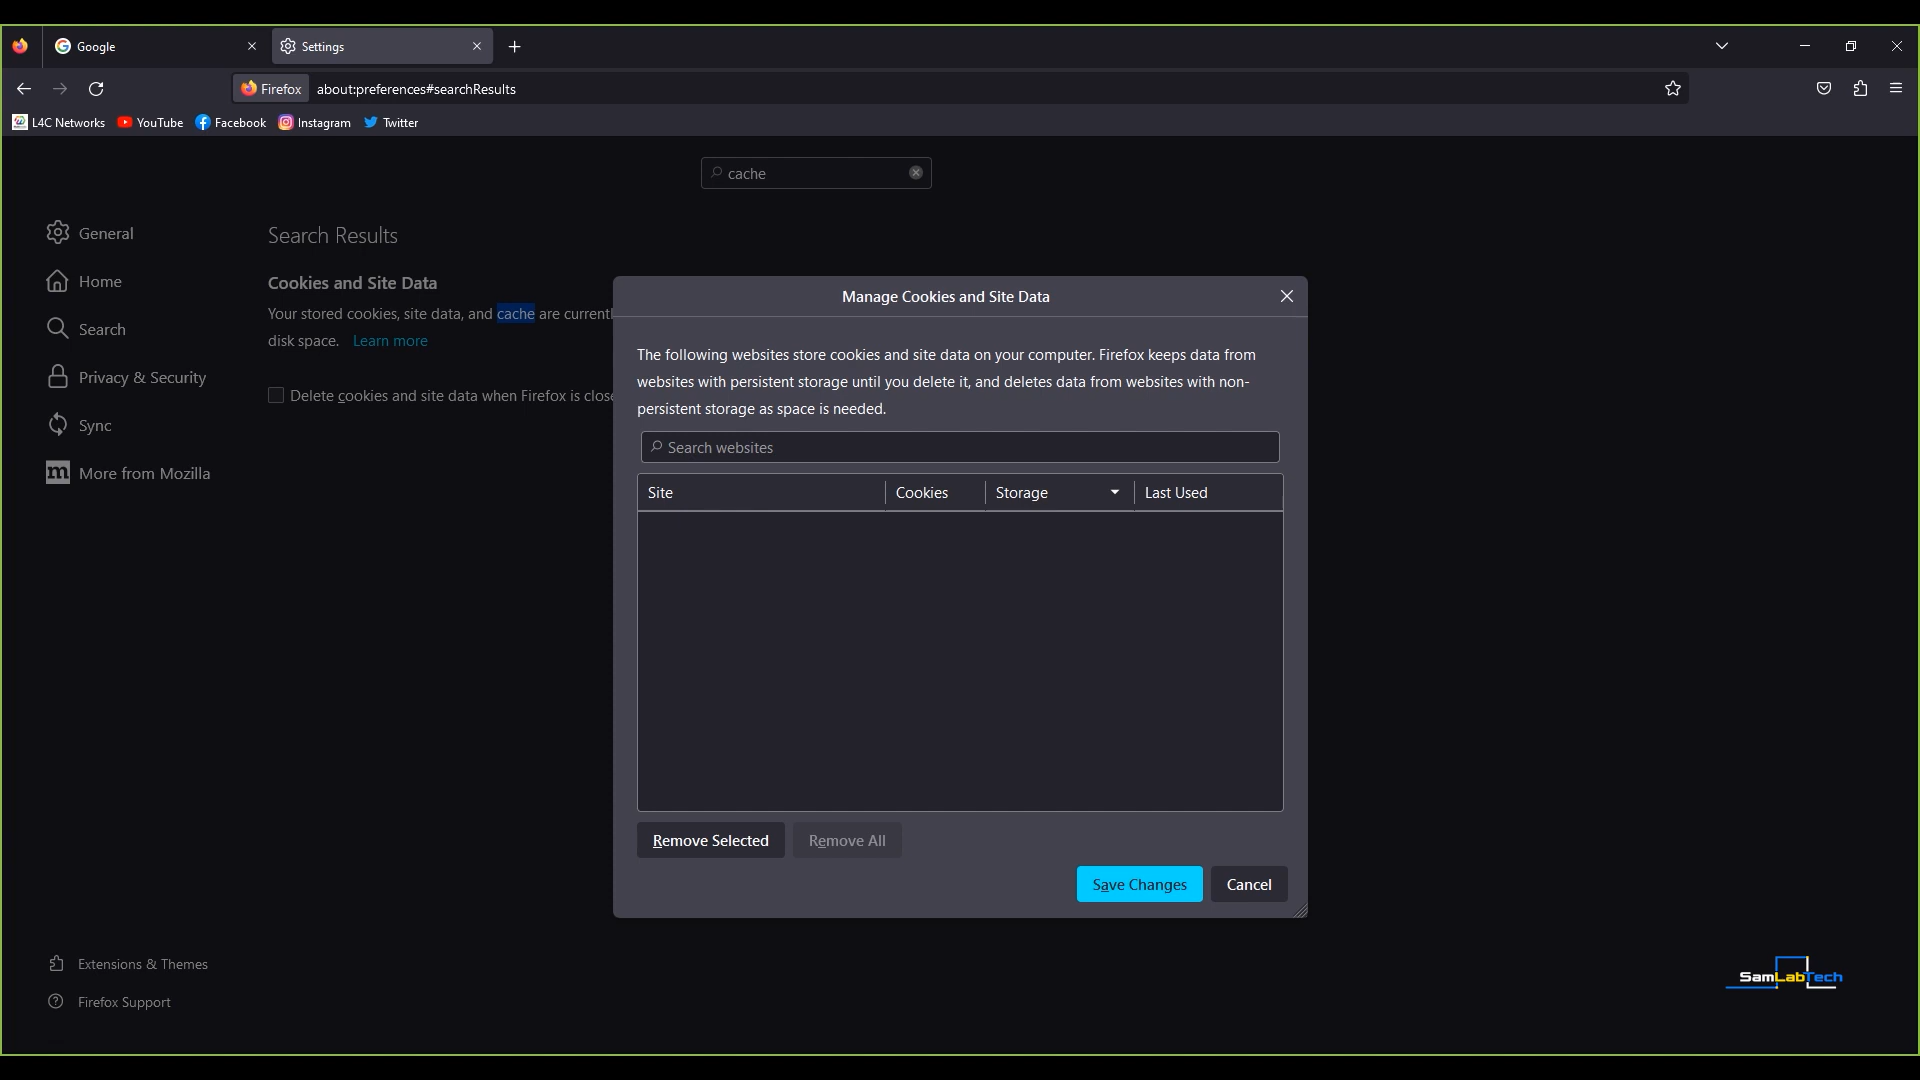 Google
Settings
Firefox about:preferences#searchResults
L4C Networks YouTube Facebook Instagram Twitter
cache
General
Home
Search
Privacy & Security
Sync
More from Mozilla
Extensions & Themes
Firefox Support
Search Results
Cookies and Site Data
Your stored cookies, site data, and cache are currentl
disk space. Learn more
Delete cookies and site data when Firefox is close
Manage Cookies and Site Data
The following websites store cookies and site data on your computer. Firefox keeps data from
websites with persistent storage until you delete it, and deletes data from websites with non-
persistent storage as space is needed.
Search websites
Site Cookies Storage Last Used
Remove Selected Remove All
Save Changes Cancel
SamLabTech